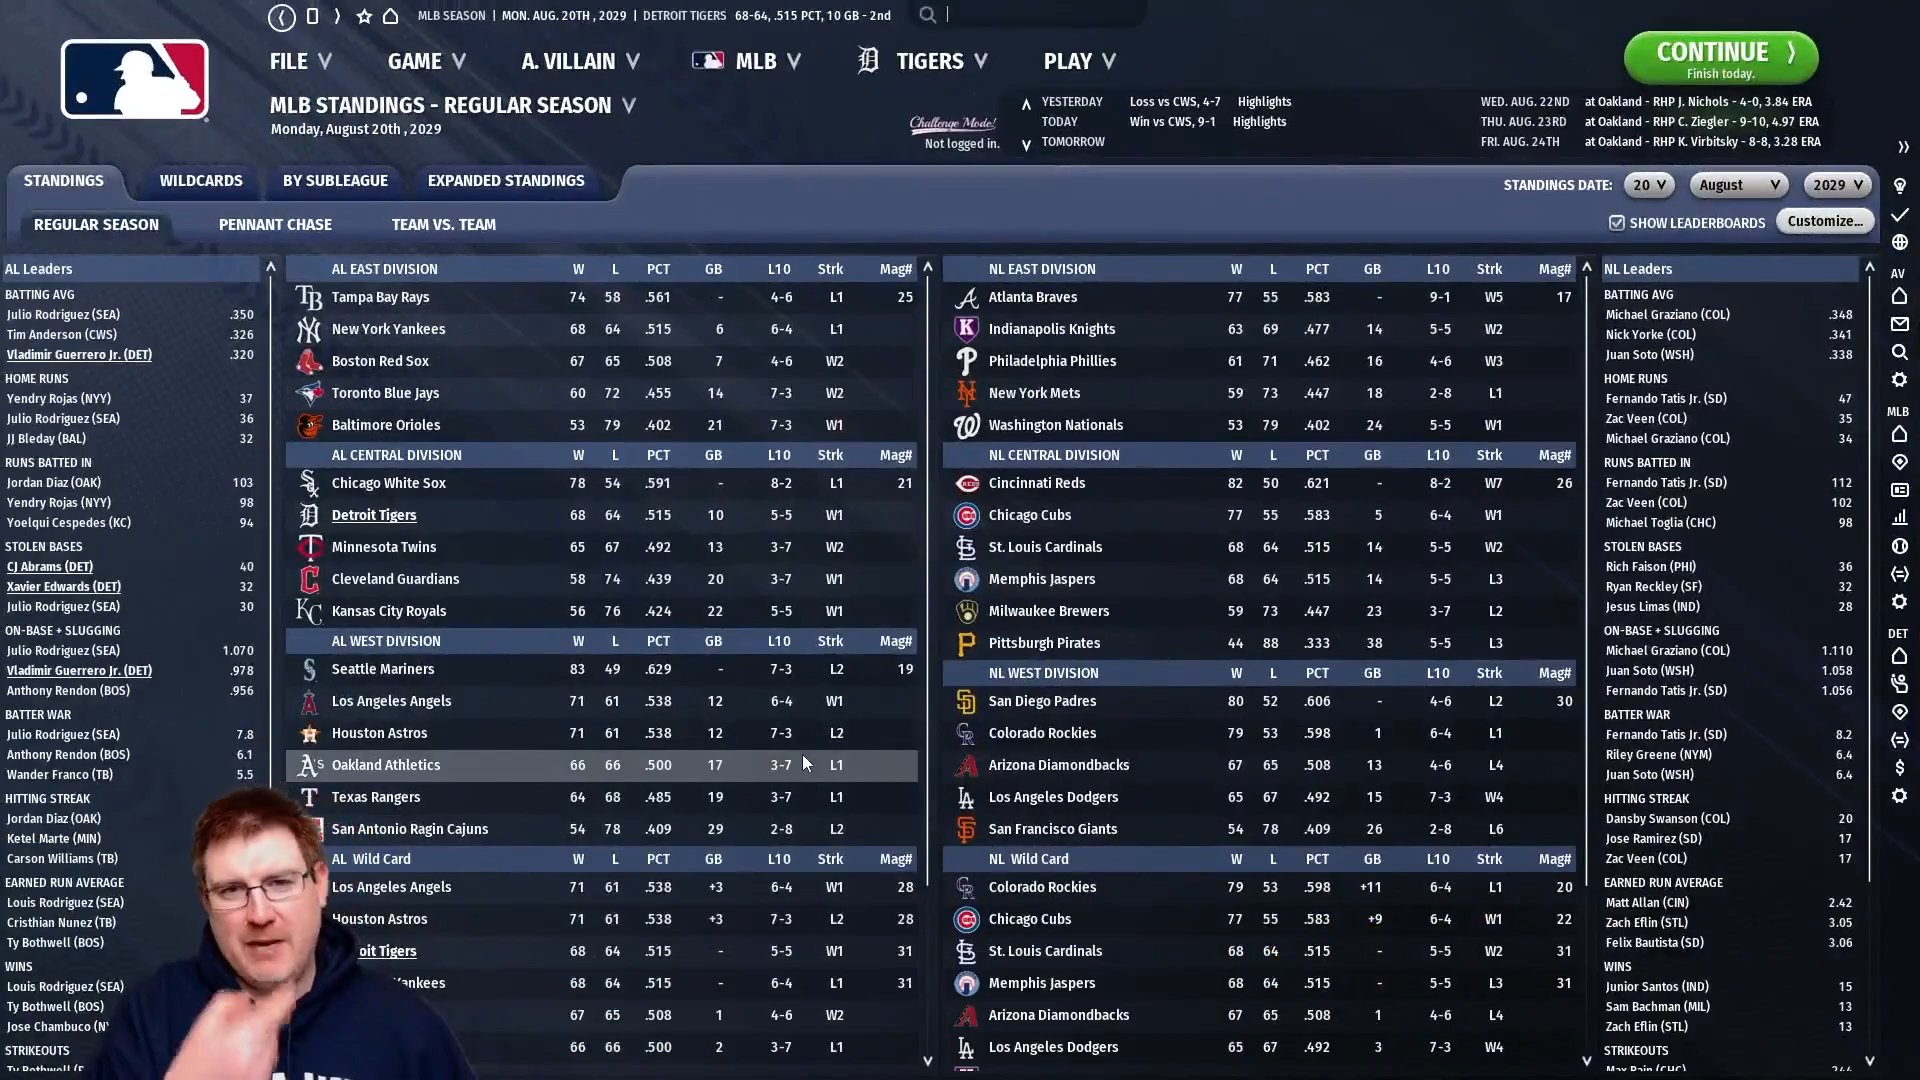 MLB SEASON | MON. AUG. 20TH , 2029 | DETROIT TIGERS 68-64, .515 PCT, 10 GB - 2nd
FILE GAME A. VILLAIN MLB TIGERS PLAY
CONTINUE
Finish today.
MLB STANDINGS - REGULAR SEASON
Monday, August 20th , 2029
Challenge Mode!
Not logged in.
YESTERDAY Loss vs CWS, 4-7 Highlights
TODAY Win vs CWS, 9-1 Highlights
TOMORROW
WED. AUG. 22ND at Oakland - RHP J. Nichols - 4-0, 3.84 ERA
THU. AUG. 23RD at Oakland - RHP C. Ziegler - 9-10, 4.97 ERA
FRI. AUG. 24TH at Oakland - RHP K. Virbitsky - 8-8, 3.28 ERA
STANDINGS WILDCARDS BY SUBLEAGUE EXPANDED STANDINGS
STANDINGS DATE: 20 August 2029
REGULAR SEASON PENNANT CHASE TEAM VS. TEAM
SHOW LEADERBOARDS Customize...
AL Leaders
BATTING AVG
Julio Rodriguez (SEA) .350
Tim Anderson (CWS) .326
Vladimir Guerrero Jr. (DET) .320
HOME RUNS
Yendry Rojas (NYY) 37
Julio Rodriguez (SEA) 36
JJ Bleday (BAL) 32
RUNS BATTED IN
Jordan Diaz (OAK) 103
Yendry Rojas (NYY) 98
Yoelqui Cespedes (KC) 94
STOLEN BASES
CJ Abrams (DET) 40
Xavier Edwards (DET) 32
Julio Rodriguez (SEA) 30
ON-BASE + SLUGGING
Julio Rodriguez (SEA) 1.070
Vladimir Guerrero Jr. (DET) .978
Anthony Rendon (BOS) .956
BATTER WAR
Julio Rodriguez (SEA) 7.8
Anthony Rendon (BOS) 6.1
Wander Franco (TB) 5.5
HITTING STREAK
Jordan Diaz (OAK)
Ketel Marte (MIN)
Carson Williams (TB)
EARNED RUN AVERAGE
Louis Rodriguez (SEA)
Cristhian Nunez (TB)
Ty Bothwell (BOS)
WINS
Louis Rodriguez (SEA)
Ty Bothwell (BOS)
Jose Chambuco (N
STRIKEOUTS
AL EAST DIVISION W L PCT GB L10 Strk Mag#
Tampa Bay Rays 74 58 .561 - 4-6 L1 25
New York Yankees 68 64 .515 6 6-4 L1
Boston Red Sox 67 65 .508 7 4-6 W2
Toronto Blue Jays 60 72 .455 14 7-3 W2
Baltimore Orioles 53 79 .402 21 7-3 W1
AL CENTRAL DIVISION W L PCT GB L10 Strk Mag#
Chicago White Sox 78 54 .591 - 8-2 L1 21
Detroit Tigers 68 64 .515 10 5-5 W1
Minnesota Twins 65 67 .492 13 3-7 W2
Cleveland Guardians 58 74 .439 20 3-7 W1
Kansas City Royals 56 76 .424 22 5-5 W1
AL WEST DIVISION W L PCT GB L10 Strk Mag#
Seattle Mariners 83 49 .629 - 7-3 L2 19
Los Angeles Angels 71 61 .538 12 6-4 W1
Houston Astros 71 61 .538 12 7-3 L2
Oakland Athletics 66 66 .500 17 3-7 L1
Texas Rangers 64 68 .485 19 3-7 L1
San Antonio Ragin Cajuns 54 78 .409 29 2-8 L2
AL Wild Card W L PCT GB L10 Strk Mag#
Los Angeles Angels 71 61 .538 +3 6-4 W1 28
Houston Astros 71 61 .538 +3 7-3 L2 28
oit Tigers 68 64 .515 - 5-5 W1 31
ankees 68 64 .515 - 6-4 L1 31
67 65 .508 1 4-6 W2
66 66 .500 2 3-7 L1
NL EAST DIVISION W L PCT GB L10 Strk Mag#
Atlanta Braves 77 55 .583 - 9-1 W5 17
Indianapolis Knights 63 69 .477 14 5-5 W2
Philadelphia Phillies 61 71 .462 16 4-6 W3
New York Mets 59 73 .447 18 2-8 L1
Washington Nationals 53 79 .402 24 5-5 W1
NL CENTRAL DIVISION W L PCT GB L10 Strk Mag#
Cincinnati Reds 82 50 .621 - 8-2 W7 26
Chicago Cubs 77 55 .583 5 6-4 W1
St. Louis Cardinals 68 64 .515 14 5-5 W2
Memphis Jaspers 68 64 .515 14 5-5 L3
Milwaukee Brewers 59 73 .447 23 3-7 L2
Pittsburgh Pirates 44 88 .333 38 5-5 L3
NL WEST DIVISION W L PCT GB L10 Strk Mag#
San Diego Padres 80 52 .606 - 4-6 L2 30
Colorado Rockies 79 53 .598 1 6-4 L1
Arizona Diamondbacks 67 65 .508 13 4-6 L4
Los Angeles Dodgers 65 67 .492 15 7-3 W4
San Francisco Giants 54 78 .409 26 2-8 L6
NL Wild Card W L PCT GB L10 Strk Mag#
Colorado Rockies 79 53 .598 +11 6-4 L1 20
Chicago Cubs 77 55 .583 +9 6-4 W1 22
St. Louis Cardinals 68 64 .515 - 5-5 W2 31
Memphis Jaspers 68 64 .515 - 5-5 L3 31
Arizona Diamondbacks 67 65 .508 1 4-6 L4
Los Angeles Dodgers 65 67 .492 3 7-3 W4
NL Leaders
BATTING AVG
Michael Graziano (COL) .348
Nick Yorke (COL) .341
Juan Soto (WSH) .338
HOME RUNS
Fernando Tatis Jr. (SD) 47
Zac Veen (COL) 35
Michael Graziano (COL) 34
RUNS BATTED IN
Fernando Tatis Jr. (SD) 112
Zac Veen (COL) 102
Michael Toglia (CHC) 98
STOLEN BASES
Rich Faison (PHI) 36
Ryan Reckley (SF) 32
Jesus Limas (IND) 28
ON-BASE + SLUGGING
Michael Graziano (COL) 1.110
Juan Soto (WSH) 1.058
Fernando Tatis Jr. (SD) 1.056
BATTER WAR
Fernando Tatis Jr. (SD) 8.2
Riley Greene (NYM) 6.4
Juan Soto (WSH) 6.4
HITTING STREAK
Dansby Swanson (COL) 20
Jose Ramirez (SD) 17
Zac Veen (COL) 17
EARNED RUN AVERAGE
Matt Allan (CIN) 2.42
Zach Eflin (STL) 3.05
Felix Bautista (SD) 3.06
WINS
Junior Santos (IND) 15
Sam Bachman (MIL) 13
Zach Eflin (STL) 13
STRIKEOUTS
AV
MLB
DET